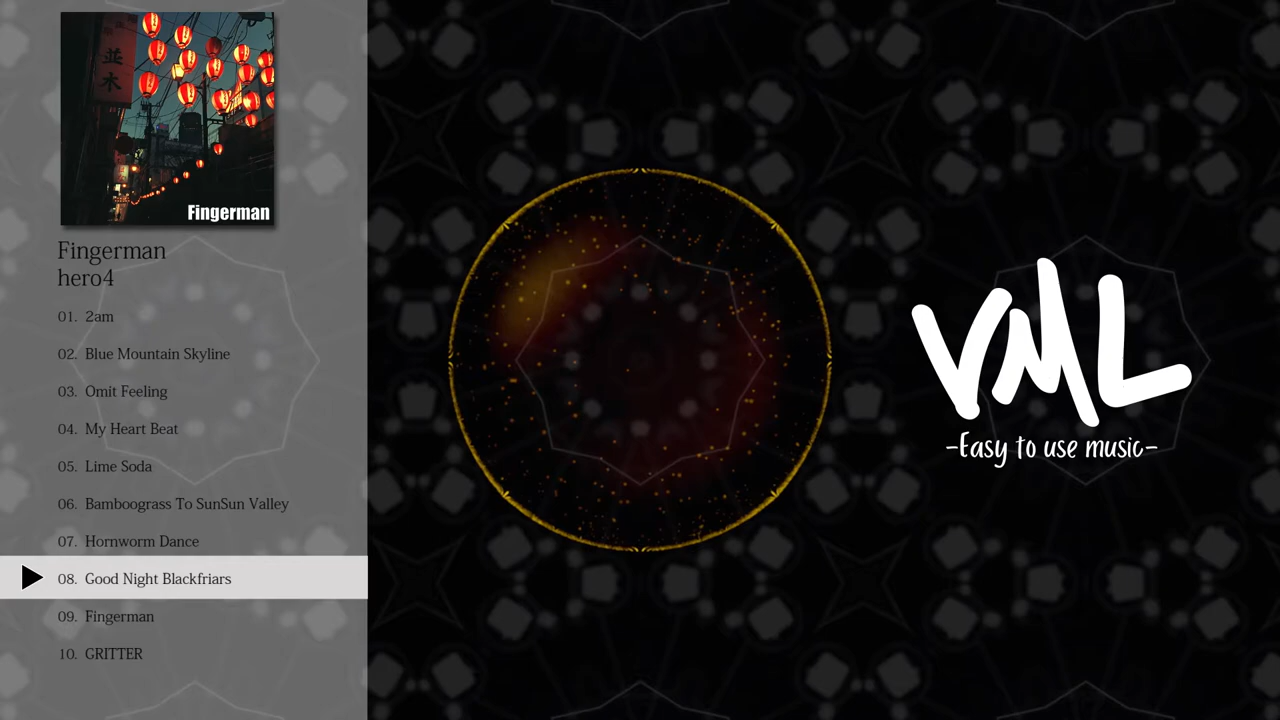 並
木
Fingerman
Fingerman
hero4
01. 2am
02. Blue Mountain Skyline
03. Omit Feeling
04. My Heart Beat
05. Lime Soda
06. Bamboograss To SunSun Valley
07. Hornworm Dance
08. Good Night Blackfriars
09. Fingerman
10. GRITTER
VML
-Easy to use music-